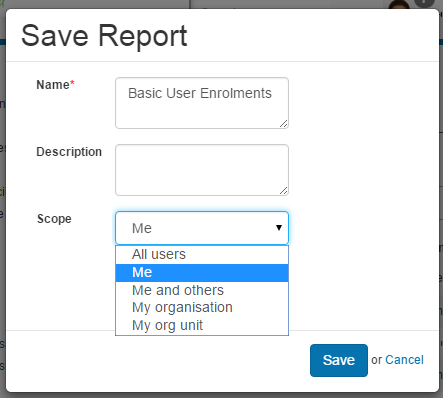 Save Report
Name*
Basic User Enrolments
Description
Scope
Me
All users
Me
Me and others
My organisation
My org unit
Save or Cancel